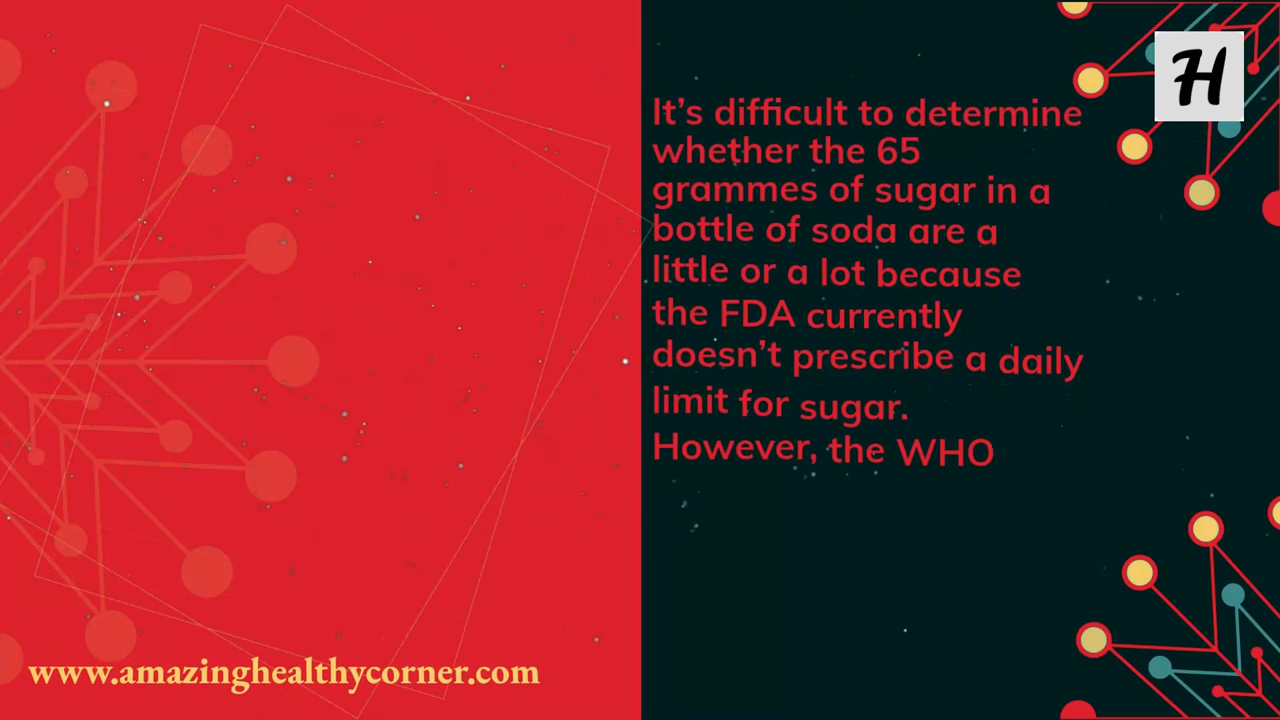 H
It's difficult to determine
whether the 65
grammes of sugar in a
bottle of soda are a
little or a lot because
the FDA currently
doesn't prescribe a daily
limit for sugar.
However, the WHO
www.amazinghealthycorner.com